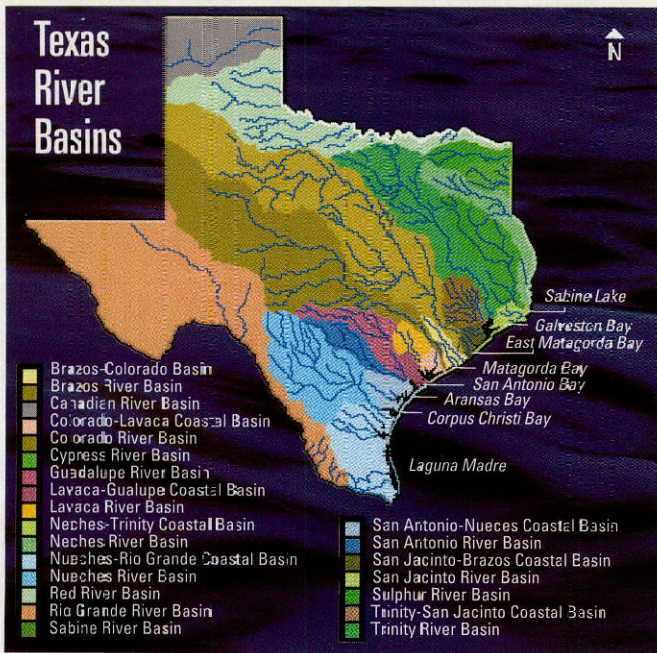 Texas
River
Basins
N
Sabine Lake
Galveston Bay
East Matagorda Bay
Matagorda Bay
San Antonio Bay
Aransas Bay
Corpus Christi Bay
Laguna Madre
Brazos-Colorado Basin
Brazos River Basin
Canadian River Basin
Colorado-Lavaca Coastal Basin
Colorado River Basin
Cypress River Basin
Guadalupe River Basin
Lavaca-Gualupe Coastal Basin
Lavaca River Basin
Neches-Trinity Coastal Basin
Neches River Basin
Nueches-Rio Grande Coastal Basin
Nueches River Basin
Red River Basin
Rio Grande River Basin
Sabine River Basin
San Antonio-Nueces Coastal Basin
San Antonio River Basin
San Jacinto-Brazos Coastal Basin
San Jacinto River Basin
Sulphur River Basin
Trinity-San Jacinto Coastal Basin
Trinity River Basin